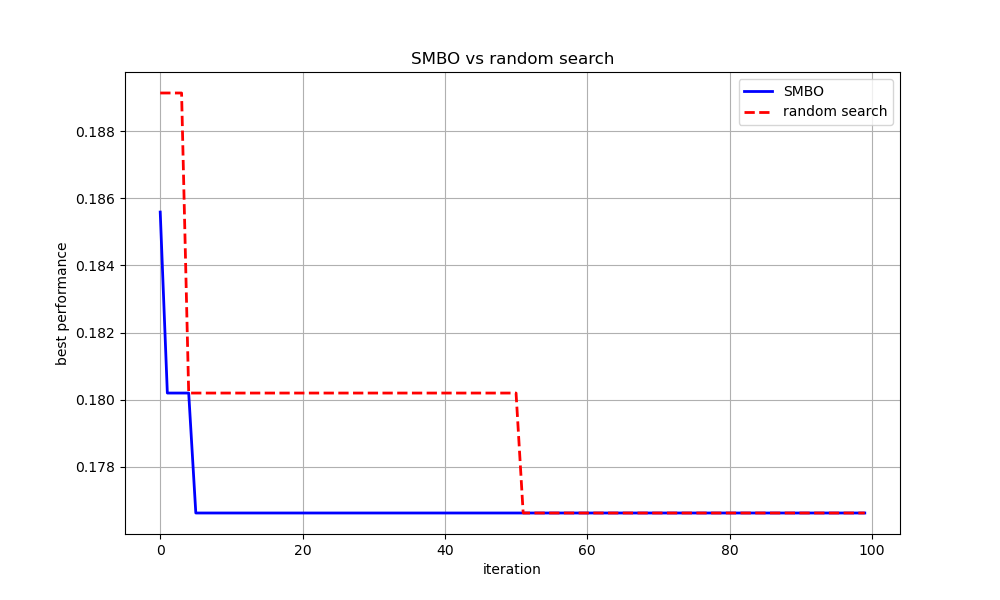 SMBO vs random search
SMBO
random search
0.188
0.186
0.184
0.182
0.180
0.178
best performance
0
20
40
60
80
100
iteration